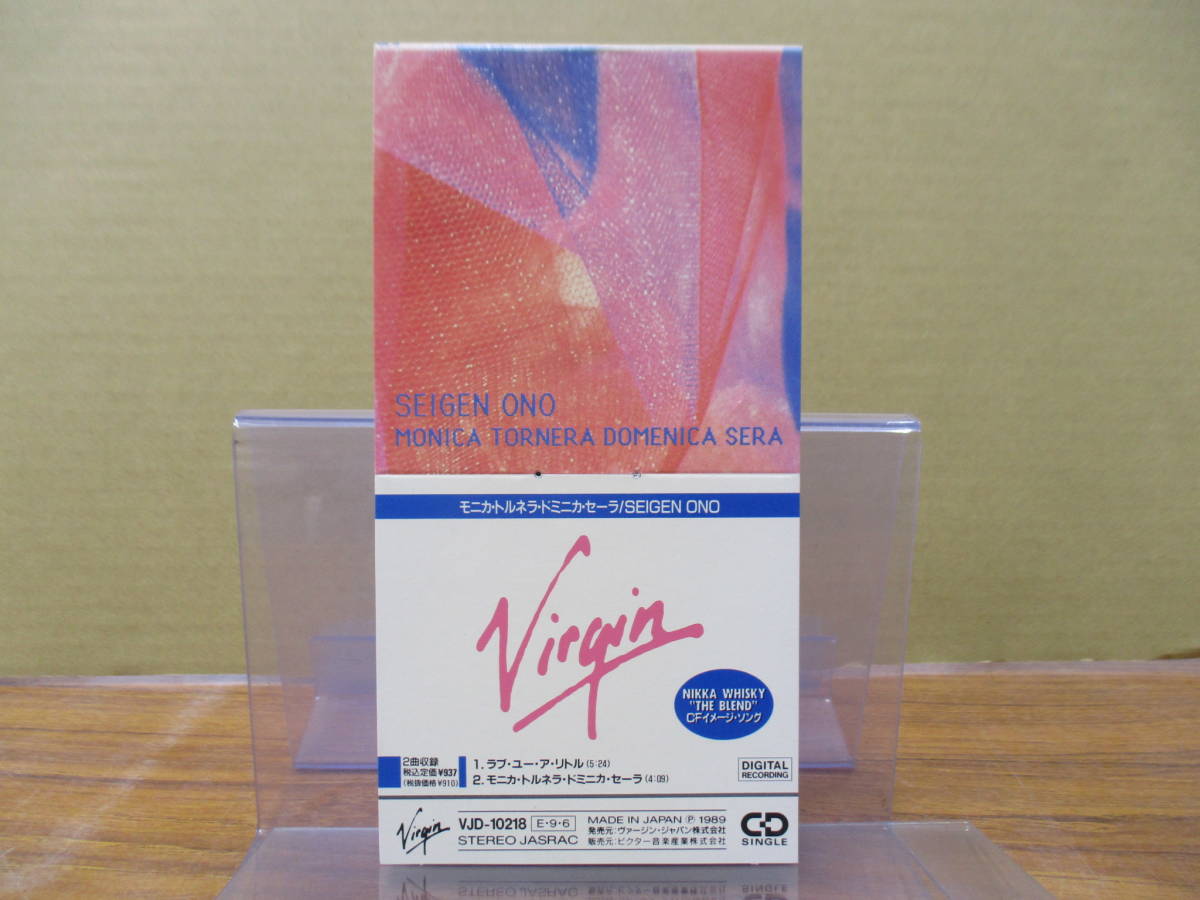 SEIGEN ONO
MONICA TORNERA DOMENICA SERA
モニカ・トルネラ・ドミニカ・セーラ/SEIGEN ONO
Virgin
NIKKA WHISKY
"THE BLEND"
CFイメージ・ソング
2曲収録
税込定価¥937
(税抜価格¥910)
1. ラブ・ユー・ア・リトル (5:24)
2. モニカ・トルネラ・ドミニカ・セーラ (4:09)
DIGITAL
RECORDING
Virgin
VJD-10218 E・9・6
STEREO JASRAC
MADE IN JAPAN Ⓟ 1989
発売元:ヴァージン・ジャパン株式会社
販売元:ビクター音楽産業株式会社
CD
SINGLE